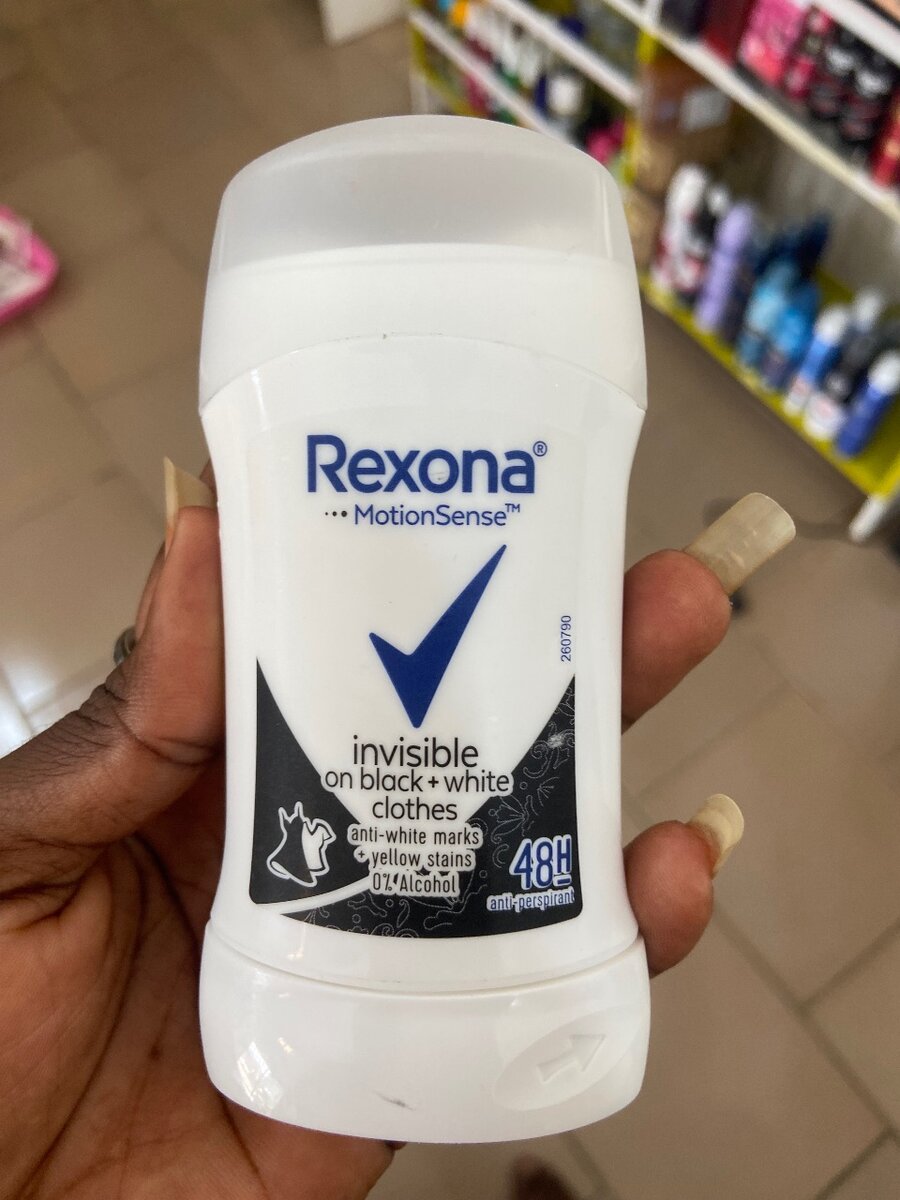 Rexona®
...MotionSense™
260790
invisible
on black + white
clothes
anti-white marks
+ yellow stains
0% Alcohol
48H
anti-perspirant